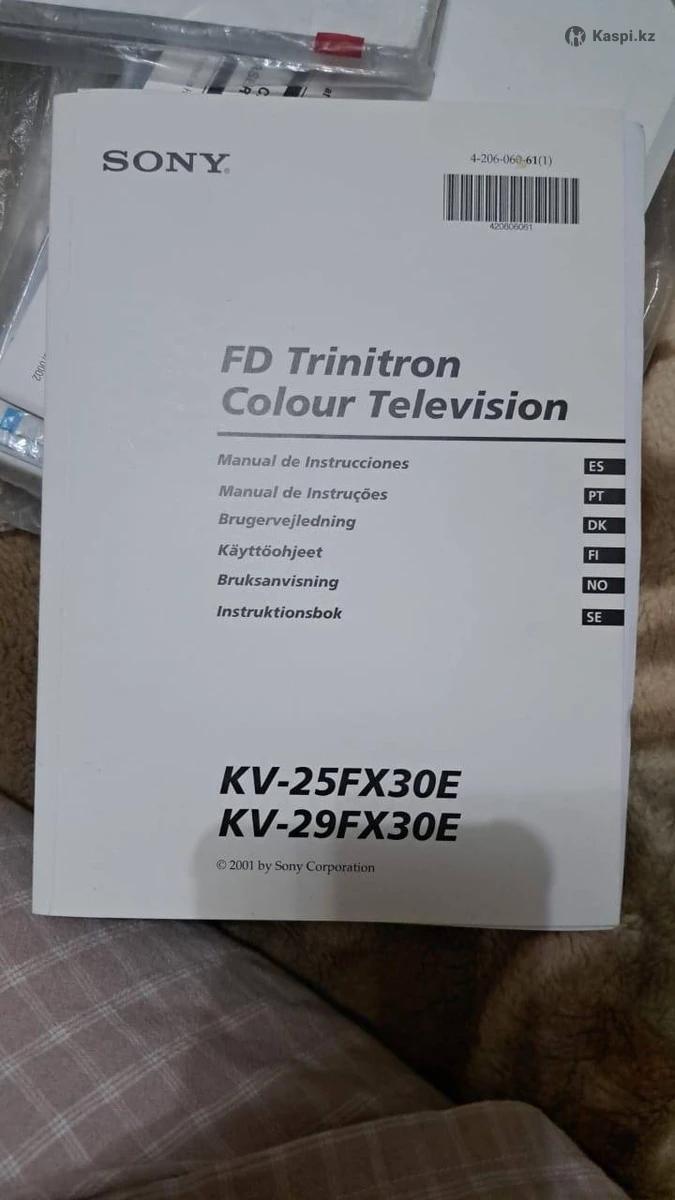 Kaspi.kz
SONY
4-206-060-61(1)
420606061
FD Trinitron
Colour Television
Manual de Instrucciones
ES
Manual de Instruções
PT
Brugervejledning
DK
Käyttöohjeet
FI
Bruksanvisning
NO
Instruktionsbok
SE
KV-25FX30E
KV-29FX30E
© 2001 by Sony Corporation